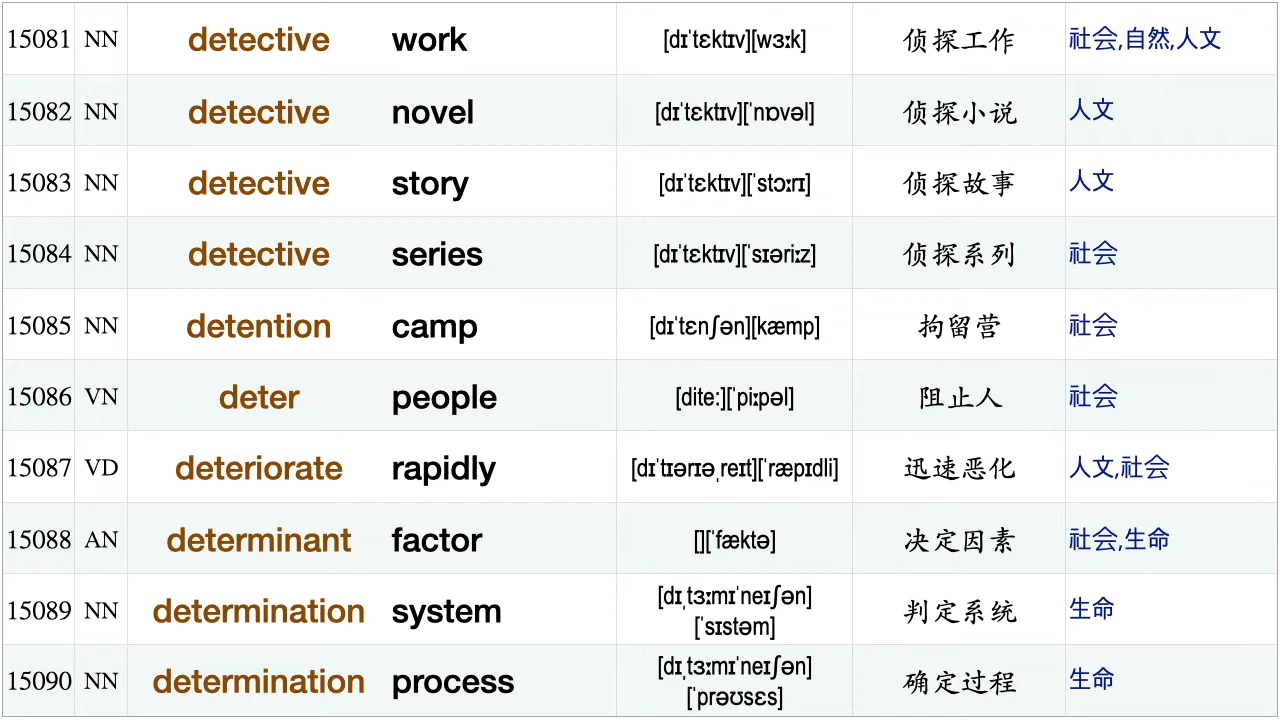 15081 NN detective work [dɪˈtɛktɪv][wɜːk] 侦探工作 社会,自然,人文
15082 NN detective novel [dɪˈtɛktɪv][ˈnɒvəl] 侦探小说 人文
15083 NN detective story [dɪˈtɛktɪv][ˈstɔːrɪ] 侦探故事 人文
15084 NN detective series [dɪˈtɛktɪv][ˈsɪəriːz] 侦探系列 社会
15085 NN detention camp [dɪˈtɛnʃən][kæmp] 拘留营 社会
15086 VN deter people [dite:][ˈpiːpəl] 阻止人 社会
15087 VD deteriorate rapidly [dɪˈtɪərɪəˌreɪt][ˈræpɪdli] 迅速恶化 人文,社会
15088 AN determinant factor [][ˈfæktə] 决定因素 社会,生命
15089 NN determination system [dɪˌtɜːmɪˈneɪʃən] [ˈsɪstəm] 判定系统 生命
15090 NN determination process [dɪˌtɜːmɪˈneɪʃən] [ˈprəʊsɛs] 确定过程 生命